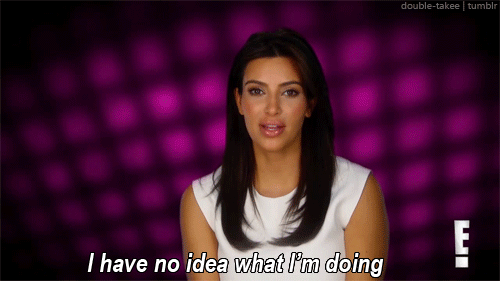 double-takee | tumblr
E!
I have no idea what I'm doing